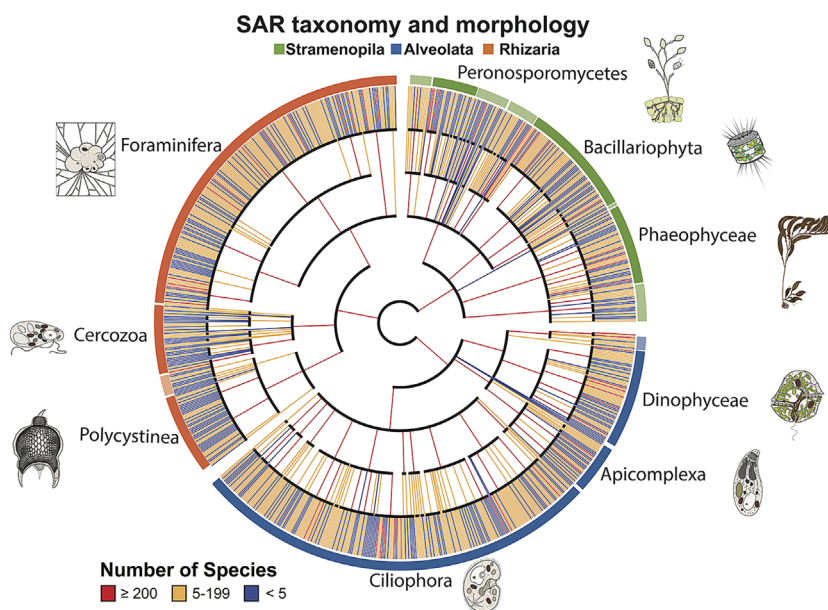 SAR taxonomy and morphology
Stramenopila Alveolata Rhizaria
Peronosporomycetes
Foraminifera
Bacillariophyta
Phaeophyceae
Cercozoa
Dinophyceae
Polycystinea
Apicomplexa
Ciliophora
Number of Species
≥ 200 5-199 < 5